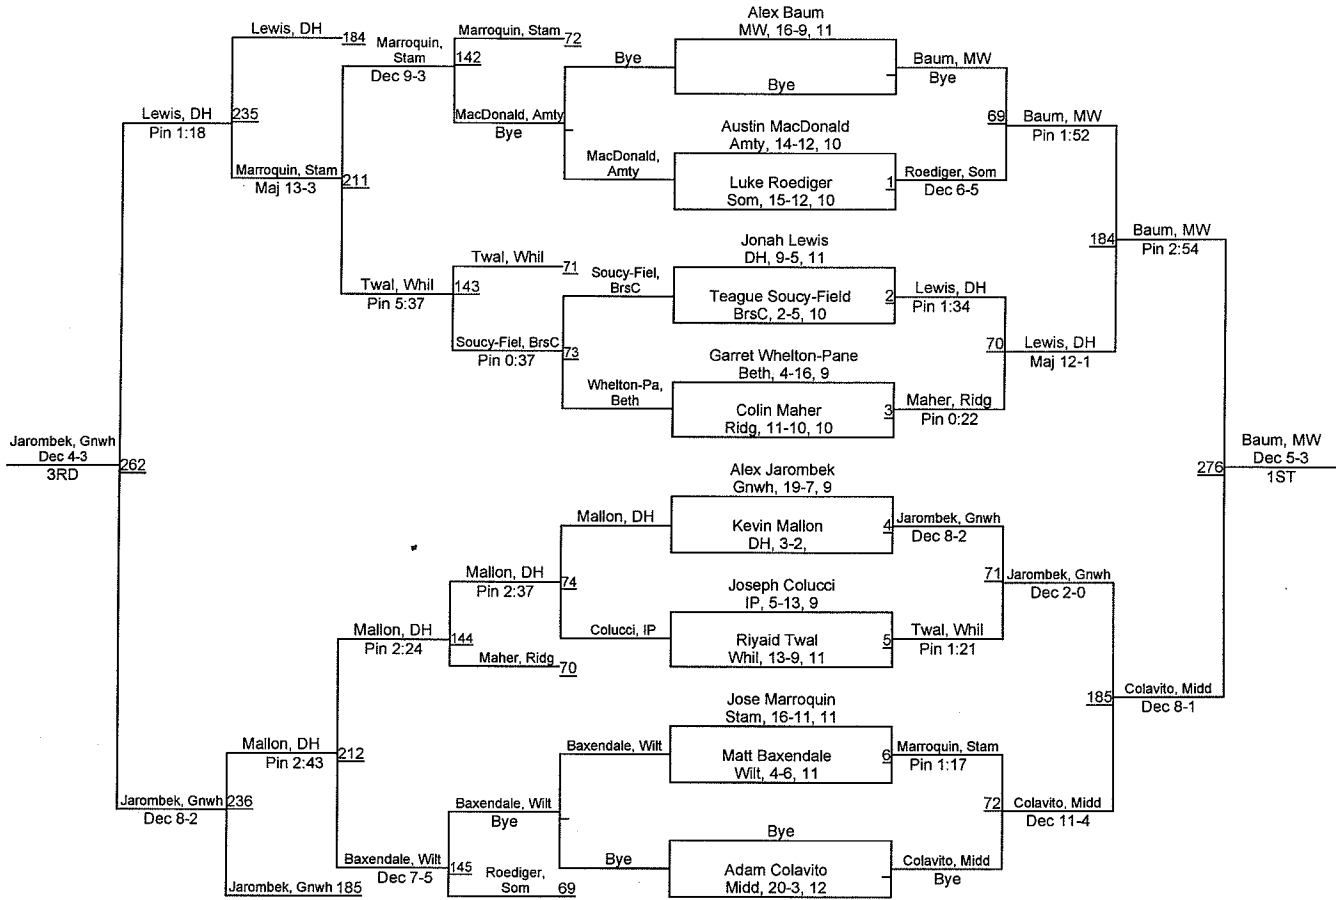 Lewis, DH
184
Marroquin, Stam
72
Marroquin,
Stam
142
Dec 9-3
Lewis, DH
235
Pin 1:18
MacDonald, Amty
Bye
Marroquin, Stam
211
Maj 13-3
Bye
MacDonald,
Amty
Twal, Whil
71
Twal, Whil
143
Pin 5:37
Soucy-Fiel,
BrsC
Soucy-Fiel, BrsC
73
Pin 0:37
Whelton-Pa,
Beth
Jarombek, Gnwh
Dec 4-3
3RD
262
Mallon, DH
Mallon, DH
74
Pin 2:37
Colucci, IP
Mallon, DH
144
Pin 2:24
Maher, Ridg
70
Mallon, DH
212
Pin 2:43
Baxendale, Wilt
Baxendale, Wilt
Bye
Bye
Jarombek, Gnwh
236
Dec 8-2
Baxendale, Wilt
145
Dec 7-5
Roediger,
Som
69
Jarombek, Gnwh 185
Alex Baum
MW, 16-9, 11
Bye
Austin MacDonald
Amty, 14-12, 10
Luke Roediger
1
Som, 15-12, 10
Jonah Lewis
DH, 9-5, 11
Teague Soucy-Field
2
BrsC, 2-5, 10
Garret Whelton-Pane
Beth, 4-16, 9
Colin Maher
3
Ridg, 11-10, 10
Alex Jarombek
Gnwh, 19-7, 9
Kevin Mallon
4
DH, 3-2,
Joseph Colucci
IP, 5-13, 9
Riyaid Twal
5
Whil, 13-9, 11
Jose Marroquin
Stam, 16-11, 11
Matt Baxendale
6
Wilt, 4-6, 11
Bye
Adam Colavito
Midd, 20-3, 12
Baum, MW
Bye
69
Baum, MW
Pin 1:52
Roediger, Som
Dec 6-5
184
Baum, MW
Pin 2:54
Lewis, DH
Pin 1:34
70
Lewis, DH
Maj 12-1
Maher, Ridg
Pin 0:22
276
Baum, MW
Dec 5-3
1ST
Jarombek, Gnwh
Dec 8-2
71
Jarombek, Gnwh
Dec 2-0
Twal, Whil
Pin 1:21
185
Colavito, Midd
Dec 8-1
Marroquin, Stam
Pin 1:17
72
Colavito, Midd
Dec 11-4
Colavito, Midd
Bye